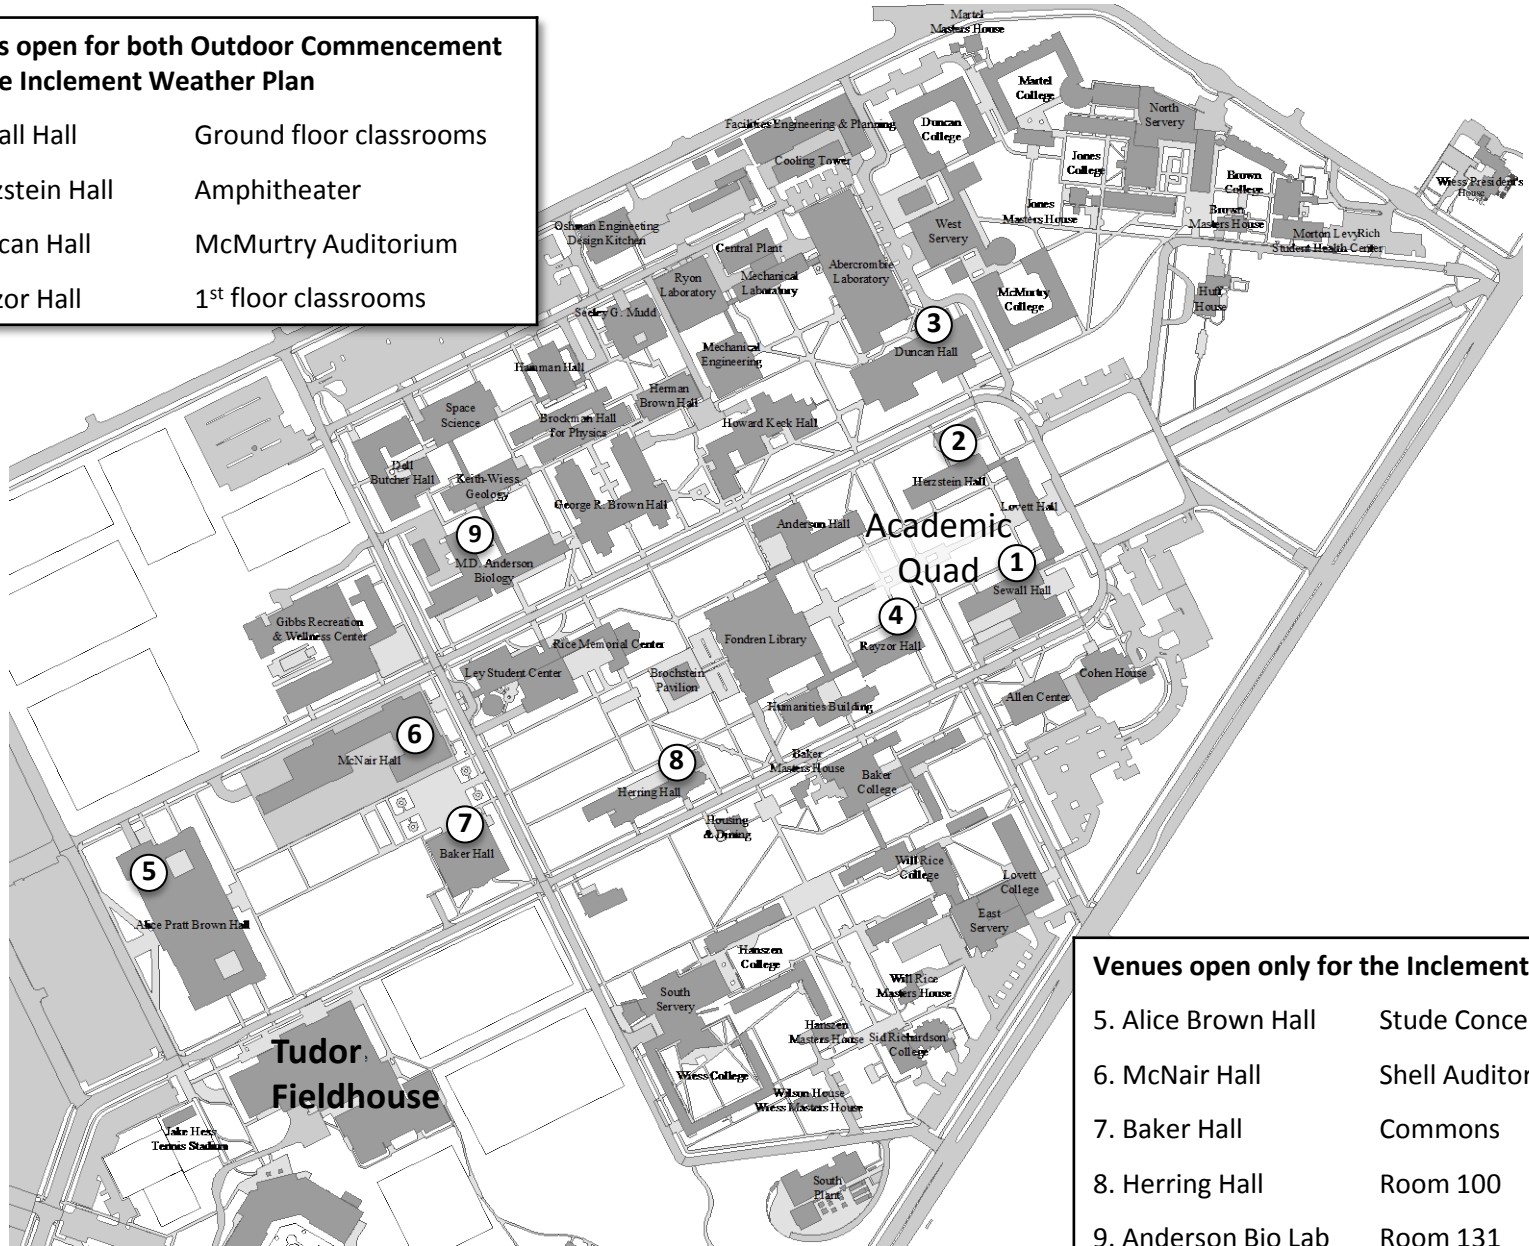 s open for both Outdoor Commencement
e Inclement Weather Plan
all Hall Ground floor classrooms
zstein Hall Amphitheater
can Hall McMurtry Auditorium
zor Hall 1st floor classrooms
Martel
Masters House
Martel
College
North
Servery
Facilities Engineering & Planning
Duncan
College
Cooling Tower
Jones
College
Brown
College
Wiess President's
House
Jones
Masters House
Brown
Masters House
Morton Levy Rich
Student Health Center
Oshman Engineering
Design Kitchen
West
Servery
Central Plant
Abercrombie
Laboratory
Ryon
Laboratory
Mechanical
Laboratory
McMurtry
College
Huff
House
Seeley G. Mudd
3
Duncan Hall
Mechanical
Engineering
Hamman Hall
Herman
Brown Hall
Space
Science
Brockman Hall
for Physics
Howard Keck Hall
2
Dell
Butcher Hall
Keith-Wiess
Geology
Herzstein Hall
George R. Brown Hall
Lovett Hall
Anderson Hall
Academic
Quad
9
M.D. Anderson
Biology
1
Sewall Hall
4
Gibbs Recreation
& Wellness Center
Rice Memorial Center
Fondren Library
Rayzor Hall
Ley Student Center
Brochstein
Pavilion
Cohen House
Allen Center
Humanities Building
6
McNair Hall
8
Herring Hall
Baker
Masters House
Baker
College
7
Baker Hall
Housing
& Dining
5
Will Rice
College
Lovett
College
Alice Pratt Brown Hall
East
Servery
Hanszen
College
Will Rice
Masters House
South
Servery
Hanszen
Masters House
Sid Richardson
College
Tudor
Fieldhouse
Wiess College
Wilson House
Wiess Masters House
Jake Hess
Tennis Stadium
South
Plant
Venues open only for the Inclement
5. Alice Brown Hall Stude Conce
6. McNair Hall Shell Auditor
7. Baker Hall Commons
8. Herring Hall Room 100
9. Anderson Bio Lab Room 131